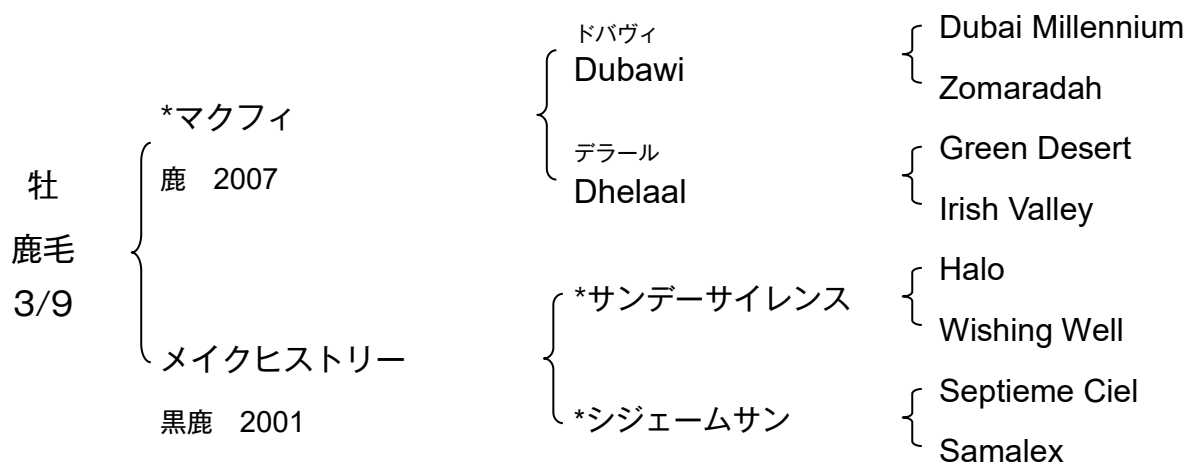 牡
鹿毛
3/9
*マクフィ
鹿　2007
メイクヒストリー
黒鹿　2001
ドバヴィ
Dubawi
デラール
Dhelaal
*サンデーサイレンス
*シジェームサン
Dubai Millennium
Zomaradah
Green Desert
Irish Valley
Halo
Wishing Well
Septieme Ciel
Samalex